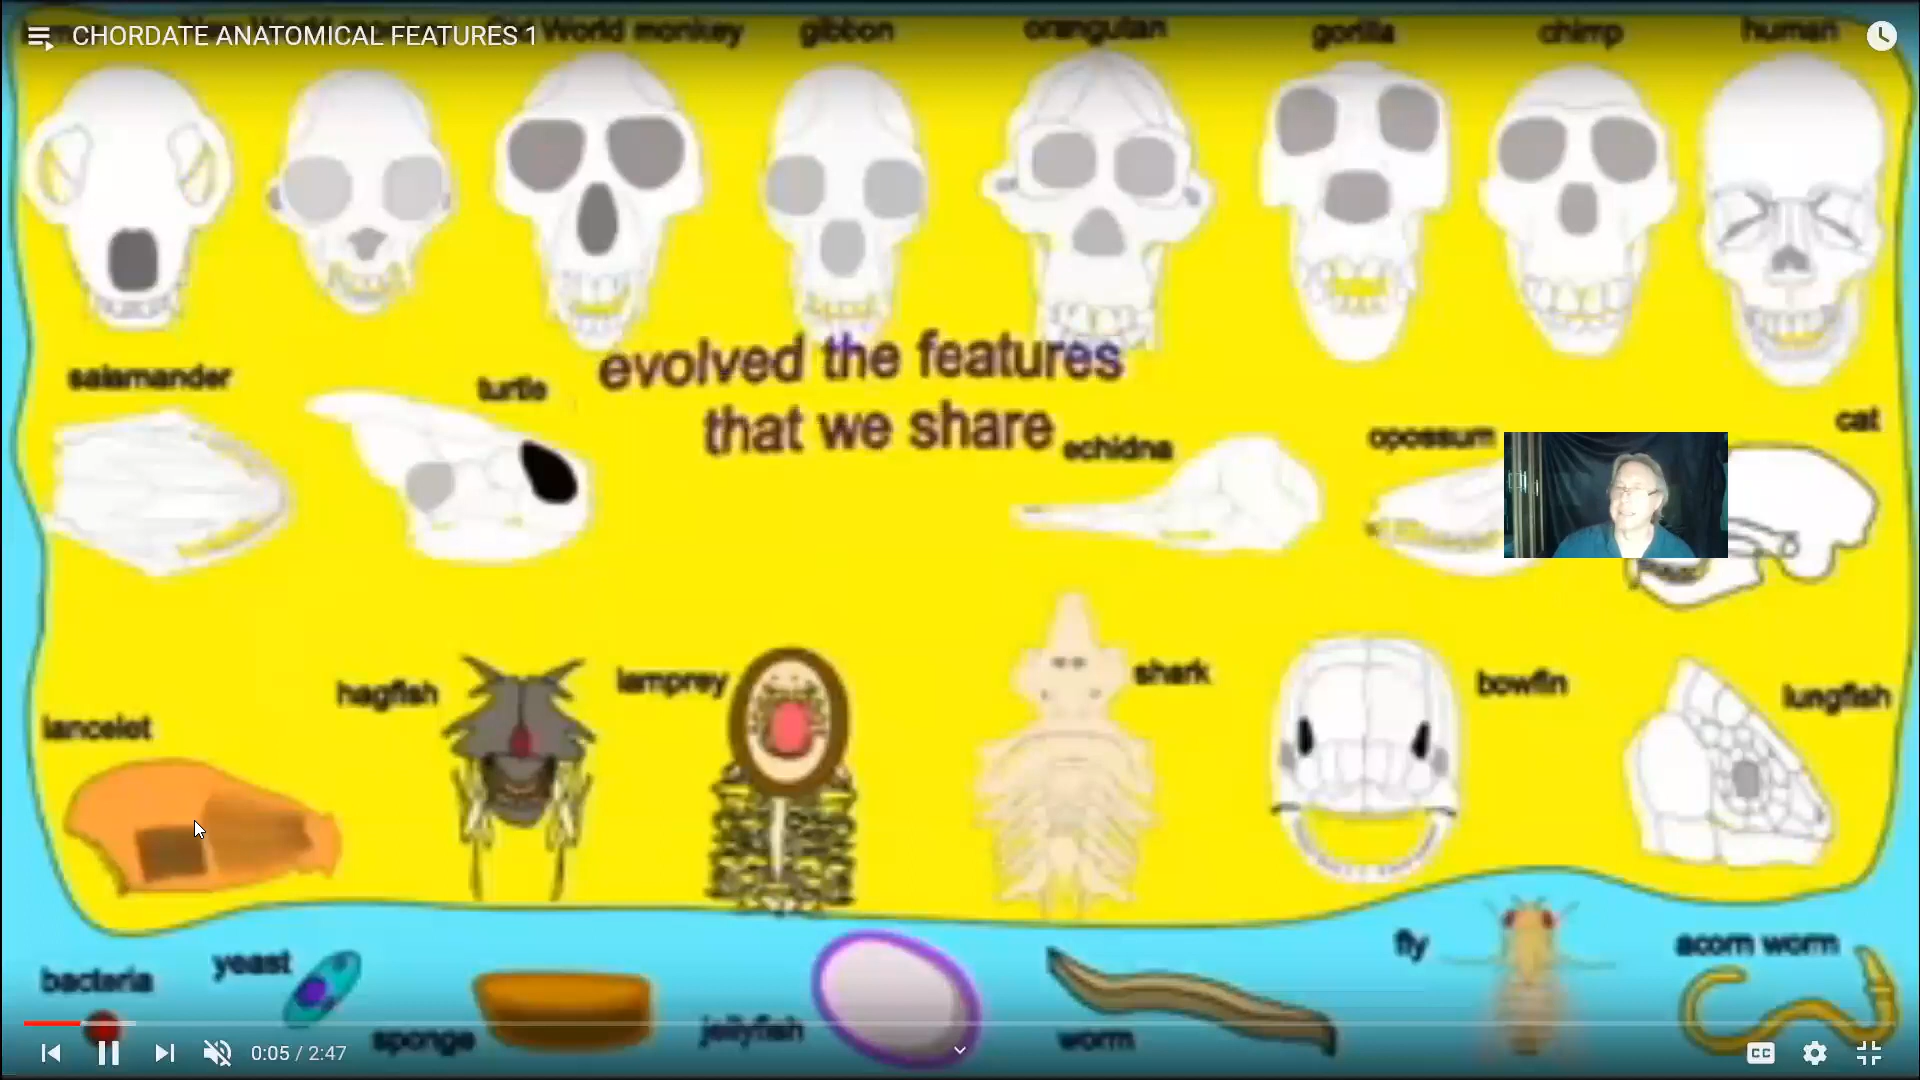 CHORDATE ANATOMICAL FEATURES 1
World monkey
gibbon
orangutan
gorilla
chimp
human
salamander
turtle
evolved the features
that we share
echidna
opossum
cat
hagfish
lamprey
shark
bowfin
lungfish
lancelet
fly
acorn worm
bacteria
yeast
sponge
jellyfish
worm
0:05 / 2:47
CC